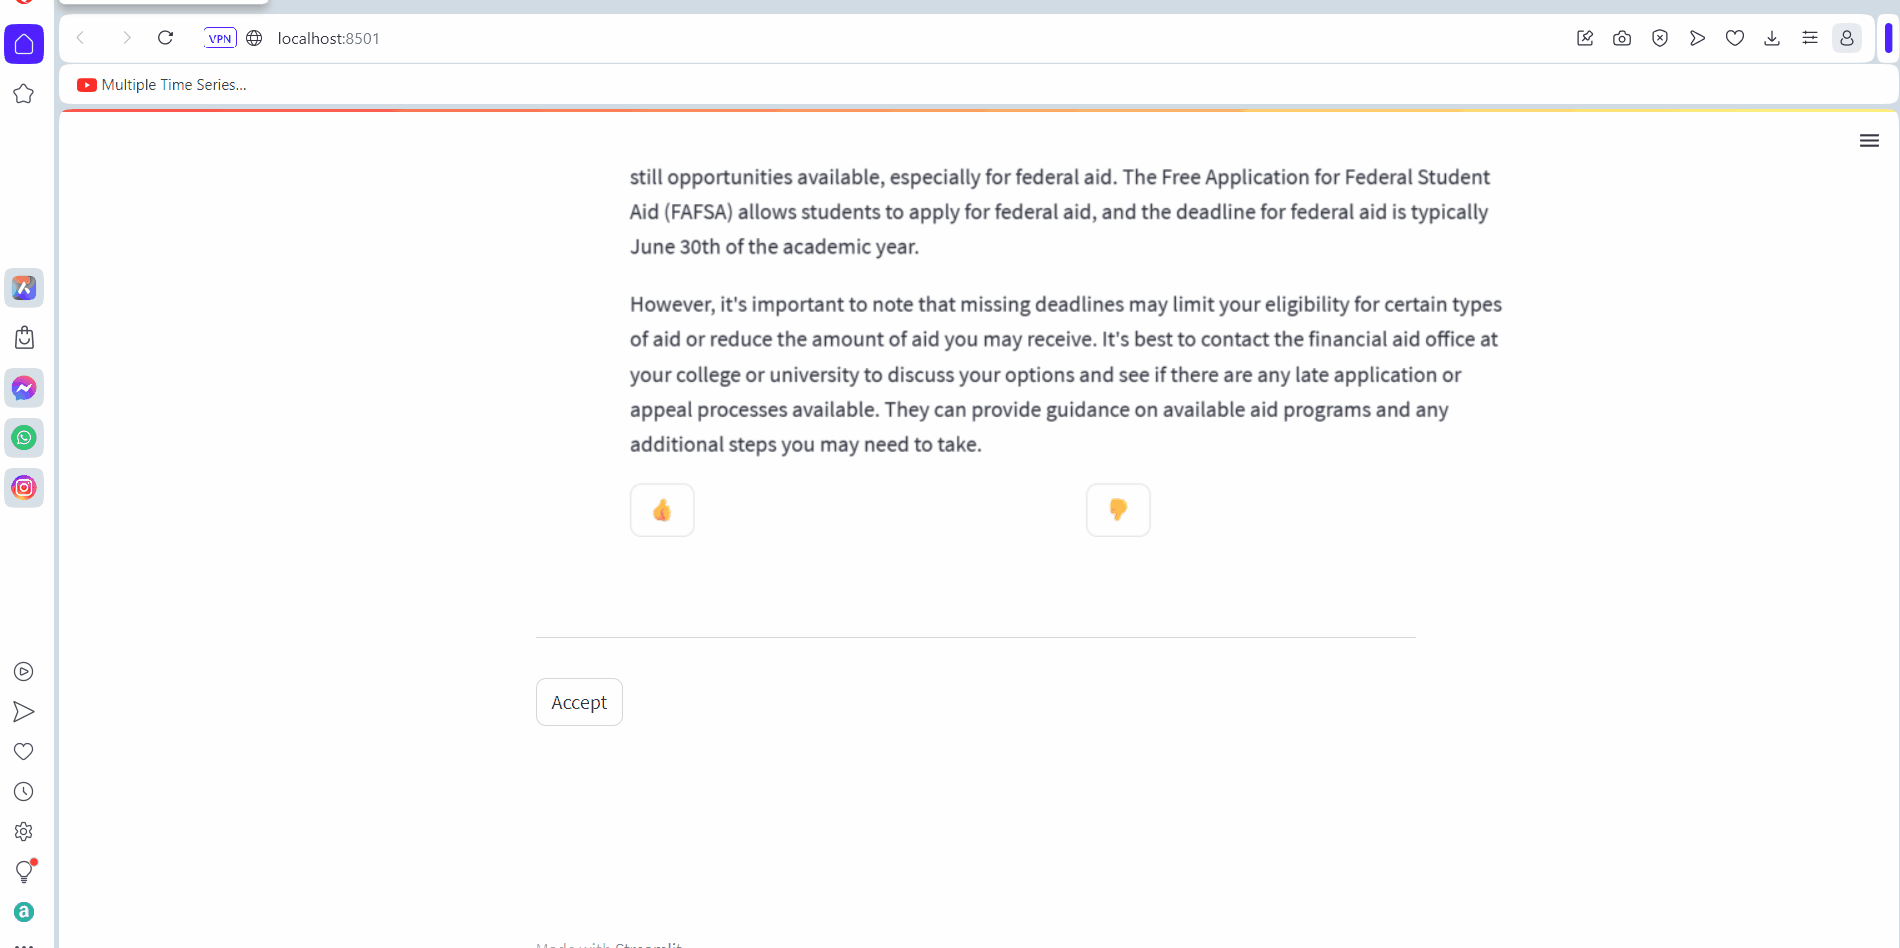 VPN
localhost:8501
Multiple Time Series...
still opportunities available, especially for federal aid. The Free Application for Federal Student
Aid (FAFSA) allows students to apply for federal aid, and the deadline for federal aid is typically
June 30th of the academic year.
However, it's important to note that missing deadlines may limit your eligibility for certain types
of aid or reduce the amount of aid you may receive. It's best to contact the financial aid office at
your college or university to discuss your options and see if there are any late application or
appeal processes available. They can provide guidance on available aid programs and any
additional steps you may need to take.
Accept
Made with Streamlit
a